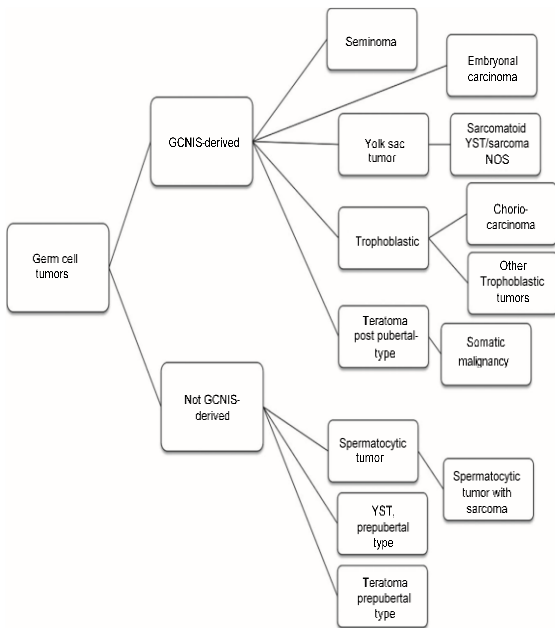 Seminoma
Embryonal
carcinoma
GCNIS-derived
Yolk sac
tumor
Sarcomatoid
YST/sarcoma
NOS
Chorio-
carcinoma
Trophoblastic
Other
Trophoblastic
tumors
Germ cell
tumors
Teratoma
post pubertal-
type
Somatic
malignancy
Not GCNIS-
derived
Spermatocytic
tumor
Spermatocytic
tumor with
sarcoma
YST,
prepubertal
type
Teratoma
prepubertal
type